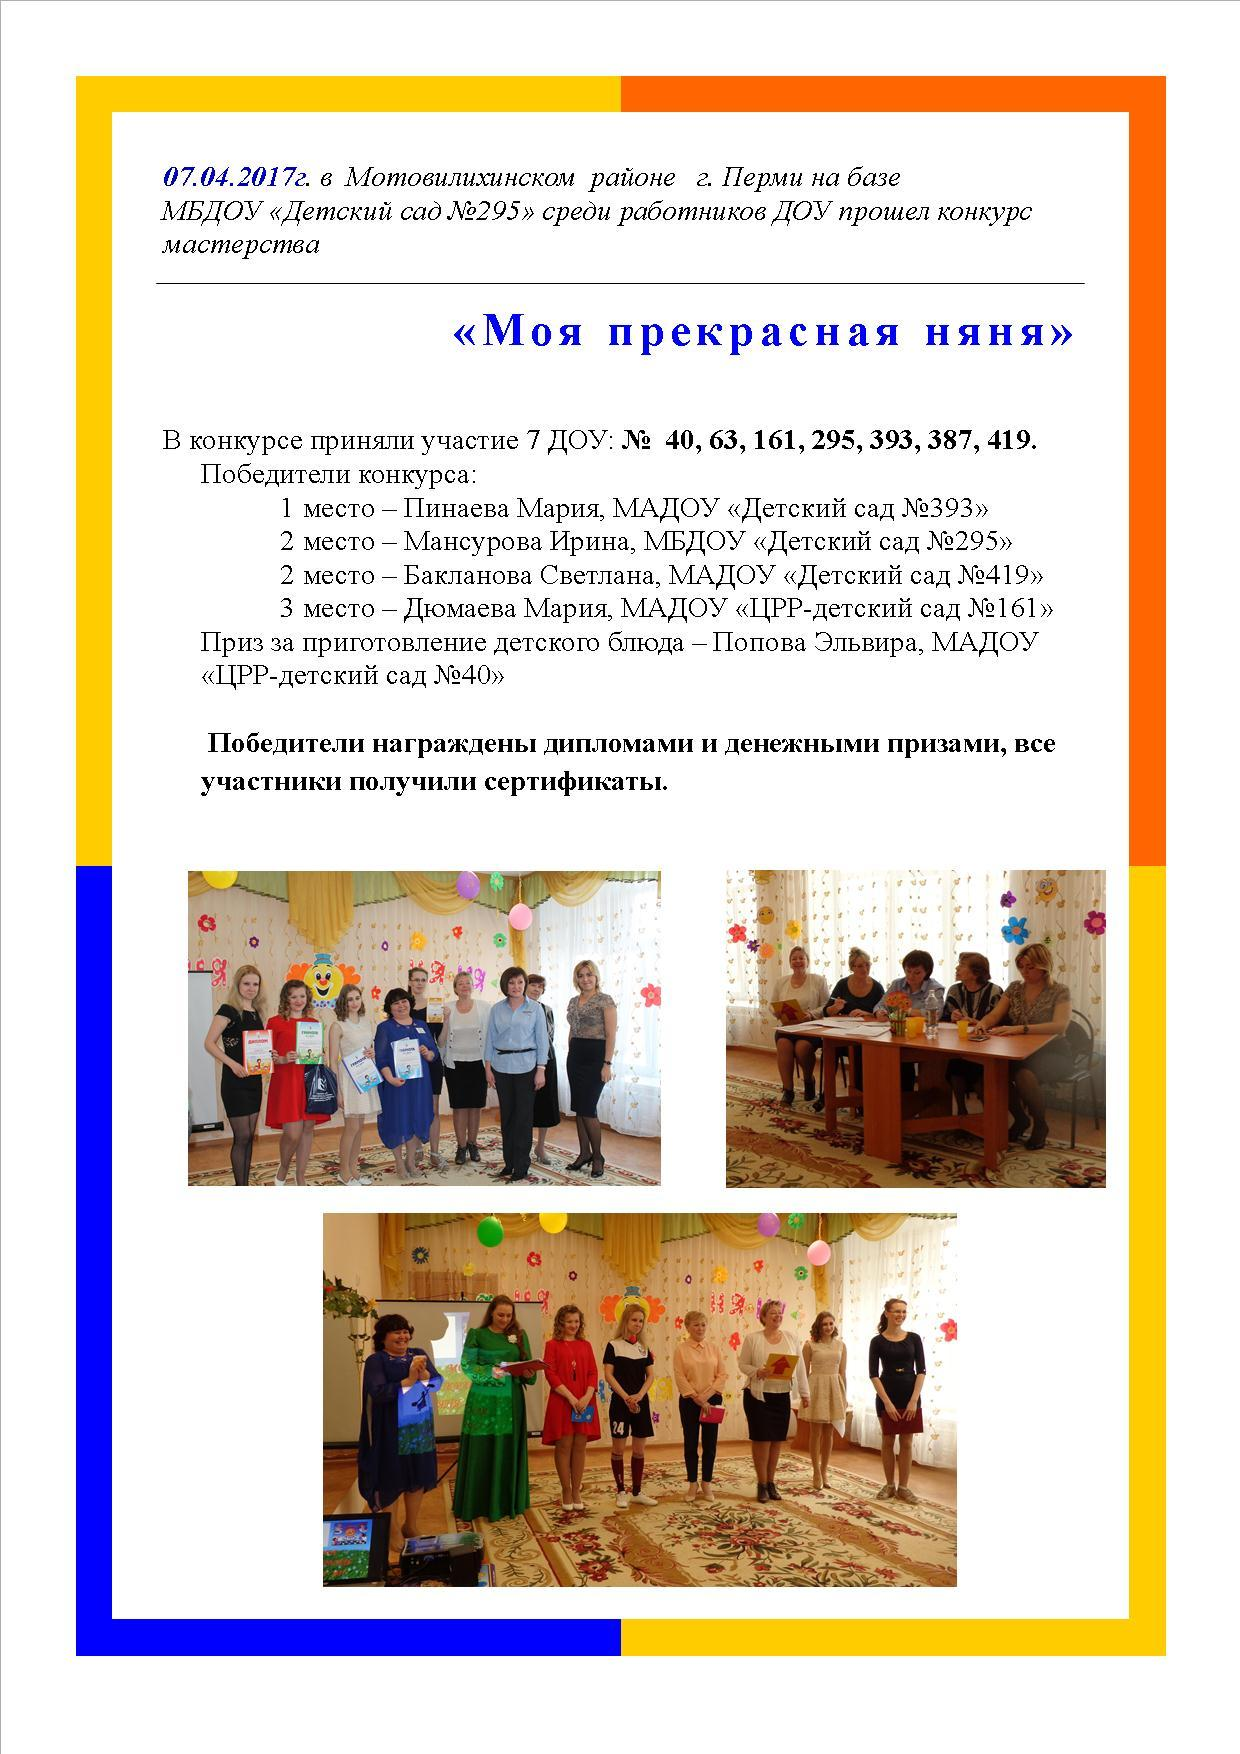 07.04.2017г. в Мотовилихинском районе г. Перми на базе
МБДОУ «Детский сад №295» среди работников ДОУ прошел конкурс
мастерства
«Моя прекрасная няня»
В конкурсе приняли участие 7 ДОУ: № 40, 63, 161, 295, 393, 387, 419.
Победители конкурса:
1 место – Пинаева Мария, МАДОУ «Детский сад №393»
2 место – Мансурова Ирина, МБДОУ «Детский сад №295»
2 место – Бакланова Светлана, МАДОУ «Детский сад №419»
3 место – Дюмаева Мария, МАДОУ «ЦРР-детский сад №161»
Приз за приготовление детского блюда – Попова Эльвира, МАДОУ
«ЦРР-детский сад №40»
Победители награждены дипломами и денежными призами, все
участники получили сертификаты.
ДИПЛОМ
ГРАМОТА
ГРАМОТА
24